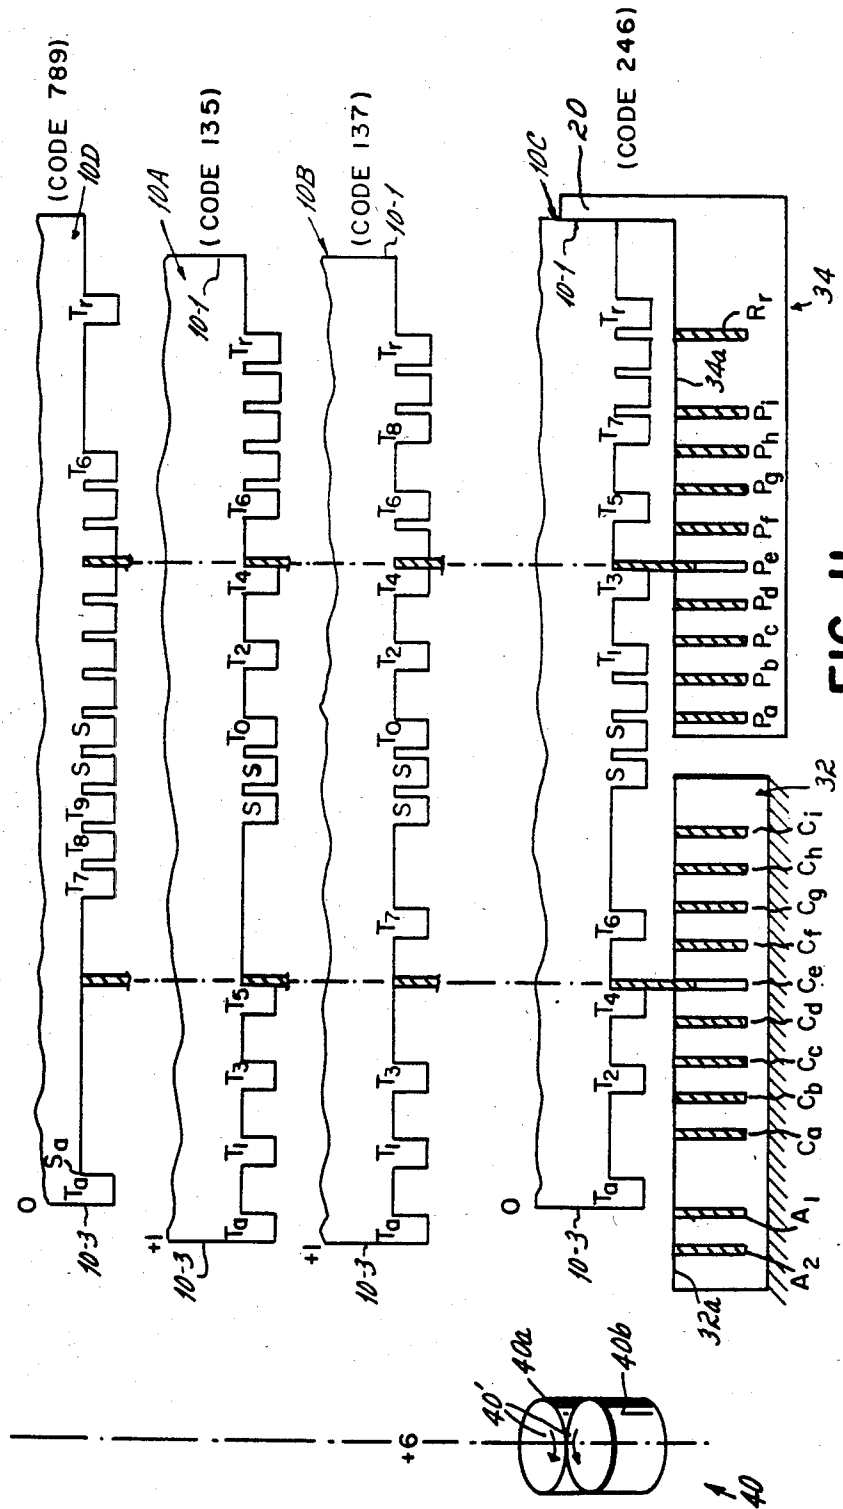 (CODE 789)
10D
O
Sa
Ta
T7
T8
T9
S
S
T6
Tr
10-3
10A
(CODE 135)
10-1
+1
Ta
T1
T3
T5
S
S
T0
T2
T4
T6
Tr
10-3
10B
(CODE 137)
10-1
+1
Ta
T1
T3
T7
S
S
T0
T2
T4
T6
T8
Tr
10-3
10C
20
(CODE 246)
10-1
O
Ta
T2
T4
T6
S
S
T1
T3
T5
T7
Tr
10-3
34a
34
32a
32
A2
A1
Ca
Cb
Cc
Cd
Ce
Cf
Cg
Ch
Ci
Pa
Pb
Pc
Pd
Pe
Pf
Pg
Ph
Pi
Rr
+6
40'
40a
40b
40